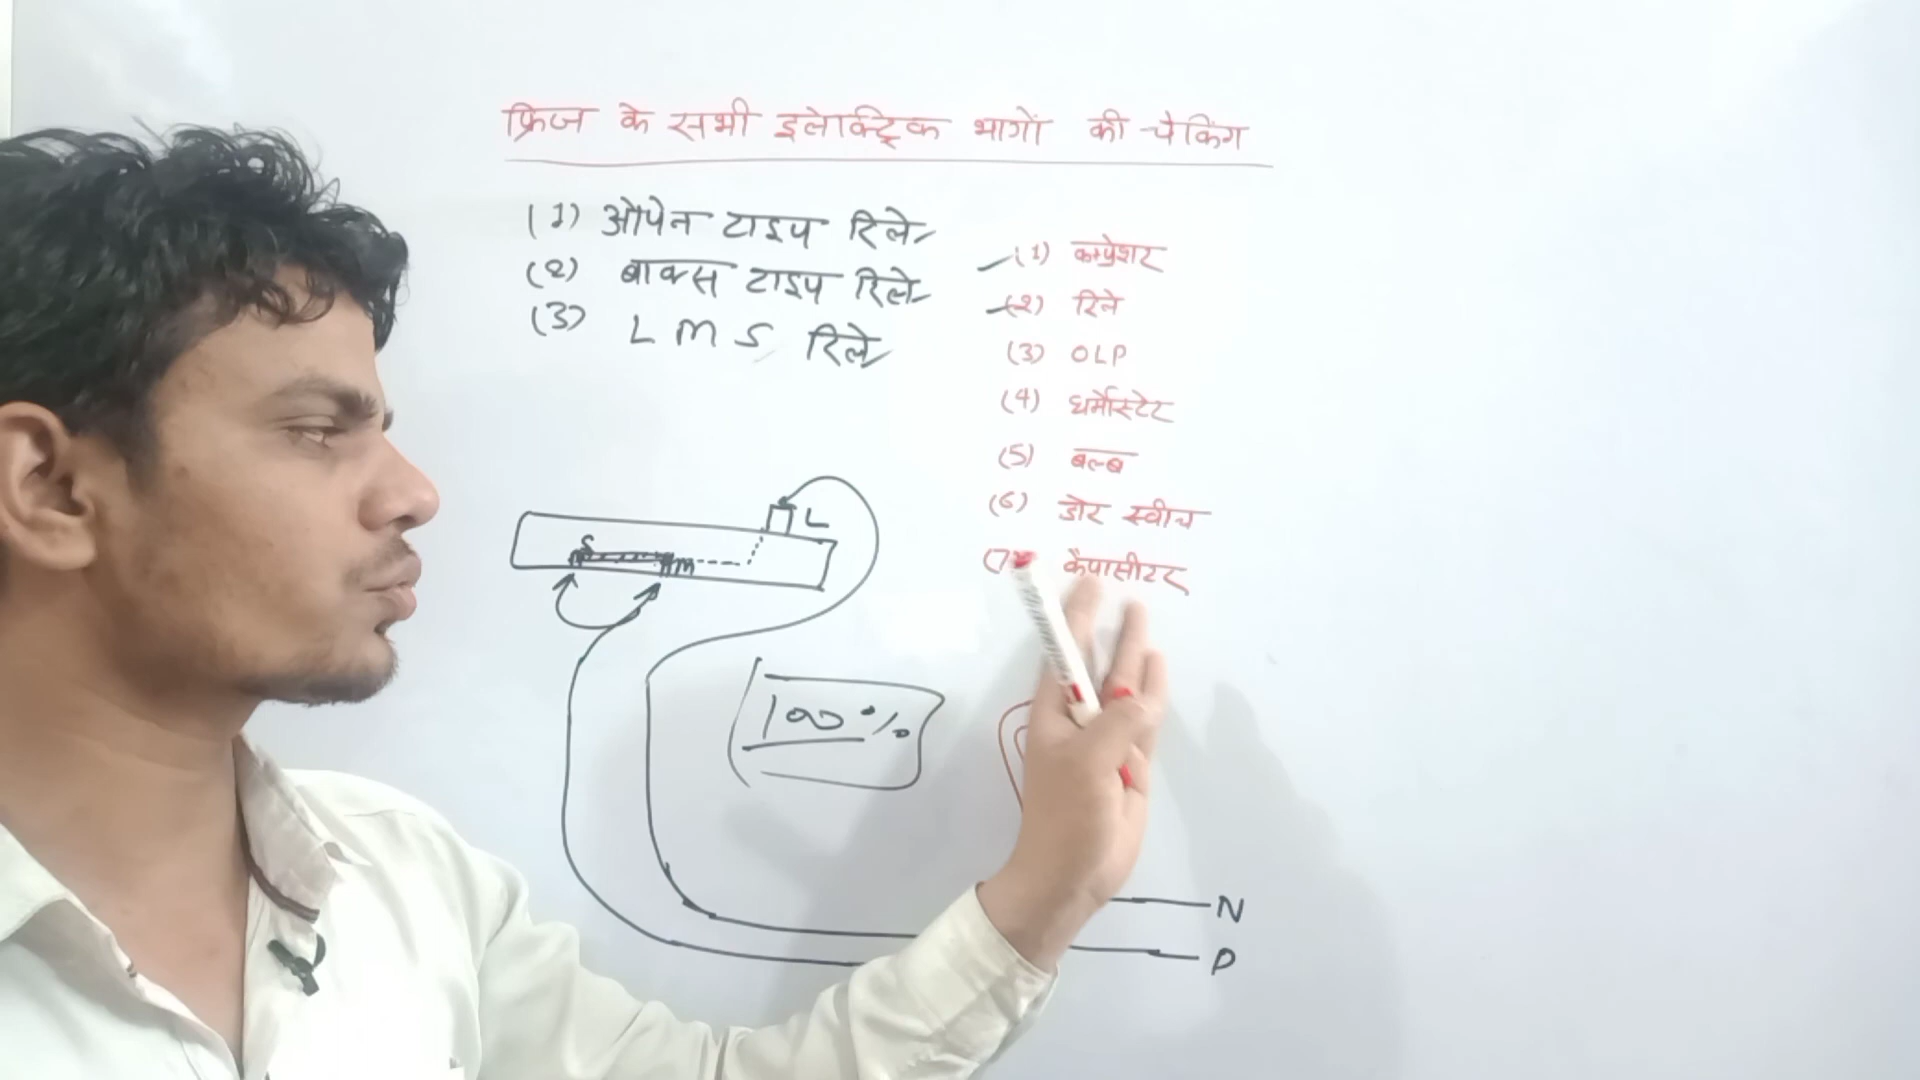 फ्रिज के सभी इलेक्ट्रिक भागों की चेकिंग
(1) ओपेन टाइप रिले
(2) बाक्स टाइप रिले
(3) L M S रिले
(1) कम्प्रेशर
(2) रिले
(3) OLP
(4) थर्मोस्टेट
(5) बल्ब
(6) डोर स्वीच
(7) कैपासीटर
L
S
M
100%
N
P